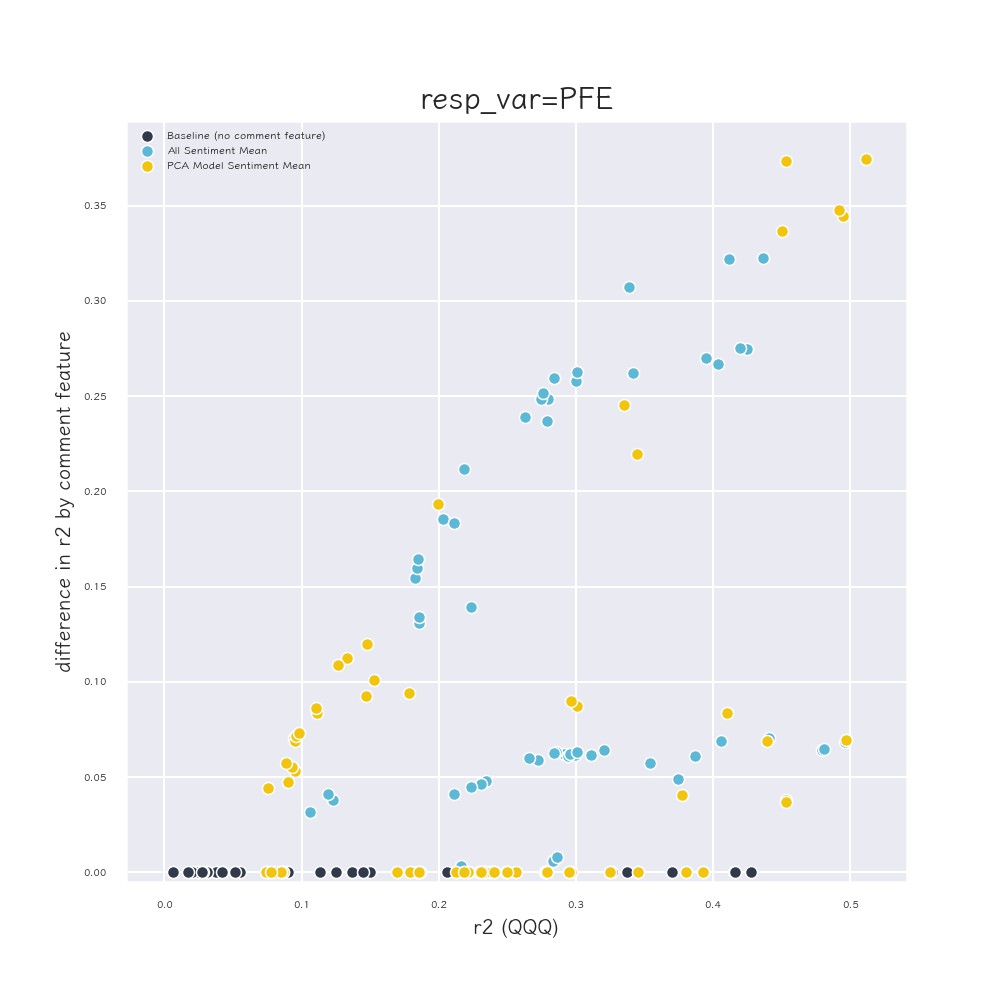 resp_var=PFE
Baseline (no comment feature)
All Sentiment Mean
PCA Model Sentiment Mean
difference in r2 by comment feature
0.35
0.30
0.25
0.20
0.15
0.10
0.05
0.00
0.0 0.1 0.2 0.3 0.4 0.5
r2 (QQQ)